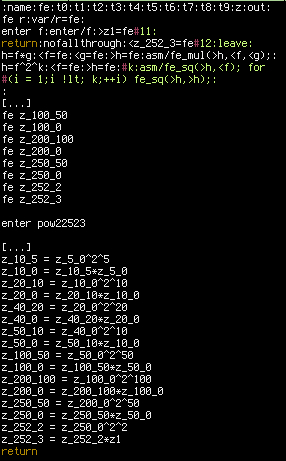 :name:fe:t0:t1:t2:t3:t4:t5:t6:t7:t8:t9:z:out:
fe r:var/r=fe:
enter f:enter/f:>z1=fe#11:
return:nofallthrough:<z_252_3=fe#12:leave:
h=f*g:<f=fe:<g=fe:>h=fe:asm/fe_mul(>h,<f,<g);:
h=f^2^k:<f=fe:>h=fe:#k:asm/fe_sq(>h,<f); for
#(i = 1;i !lt; k;++i) fe_sq(>h,>h);:
:
[...]
fe z_100_50
fe z_100_0
fe z_200_100
fe z_200_0
fe z_250_50
fe z_250_0
fe z_252_2
fe z_252_3
enter pow22523
[...]
z_10_5 = z_5_0^2^5
z_10_0 = z_10_5*z_5_0
z_20_10 = z_10_0^2^10
z_20_0 = z_20_10*z_10_0
z_40_20 = z_20_0^2^20
z_40_0 = z_40_20*z_20_0
z_50_10 = z_40_0^2^10
z_50_0 = z_50_10*z_10_0
z_100_50 = z_50_0^2^50
z_100_0 = z_100_50*z_50_0
z_200_100 = z_100_0^2^100
z_200_0 = z_200_100*z_100_0
z_250_50 = z_200_0^2^50
z_250_0 = z_250_50*z_50_0
z_252_2 = z_250_0^2^2
z_252_3 = z_252_2*z1
return